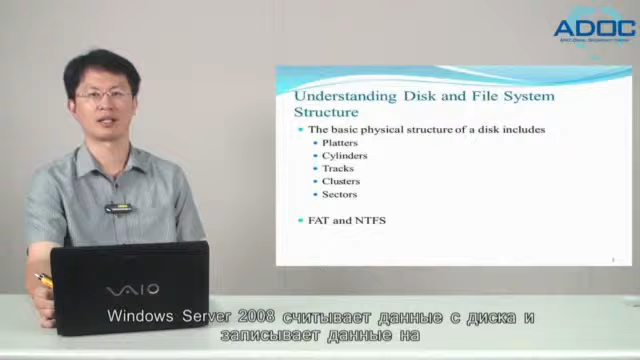 ADOC
Understanding Disk and File System
Structure
The basic physical structure of a disk includes
Platters
Cylinders
Tracks
Clusters
Sectors
FAT and NTFS
VAIO
Windows Server 2008 считывает данные с диска и
записывает данные на